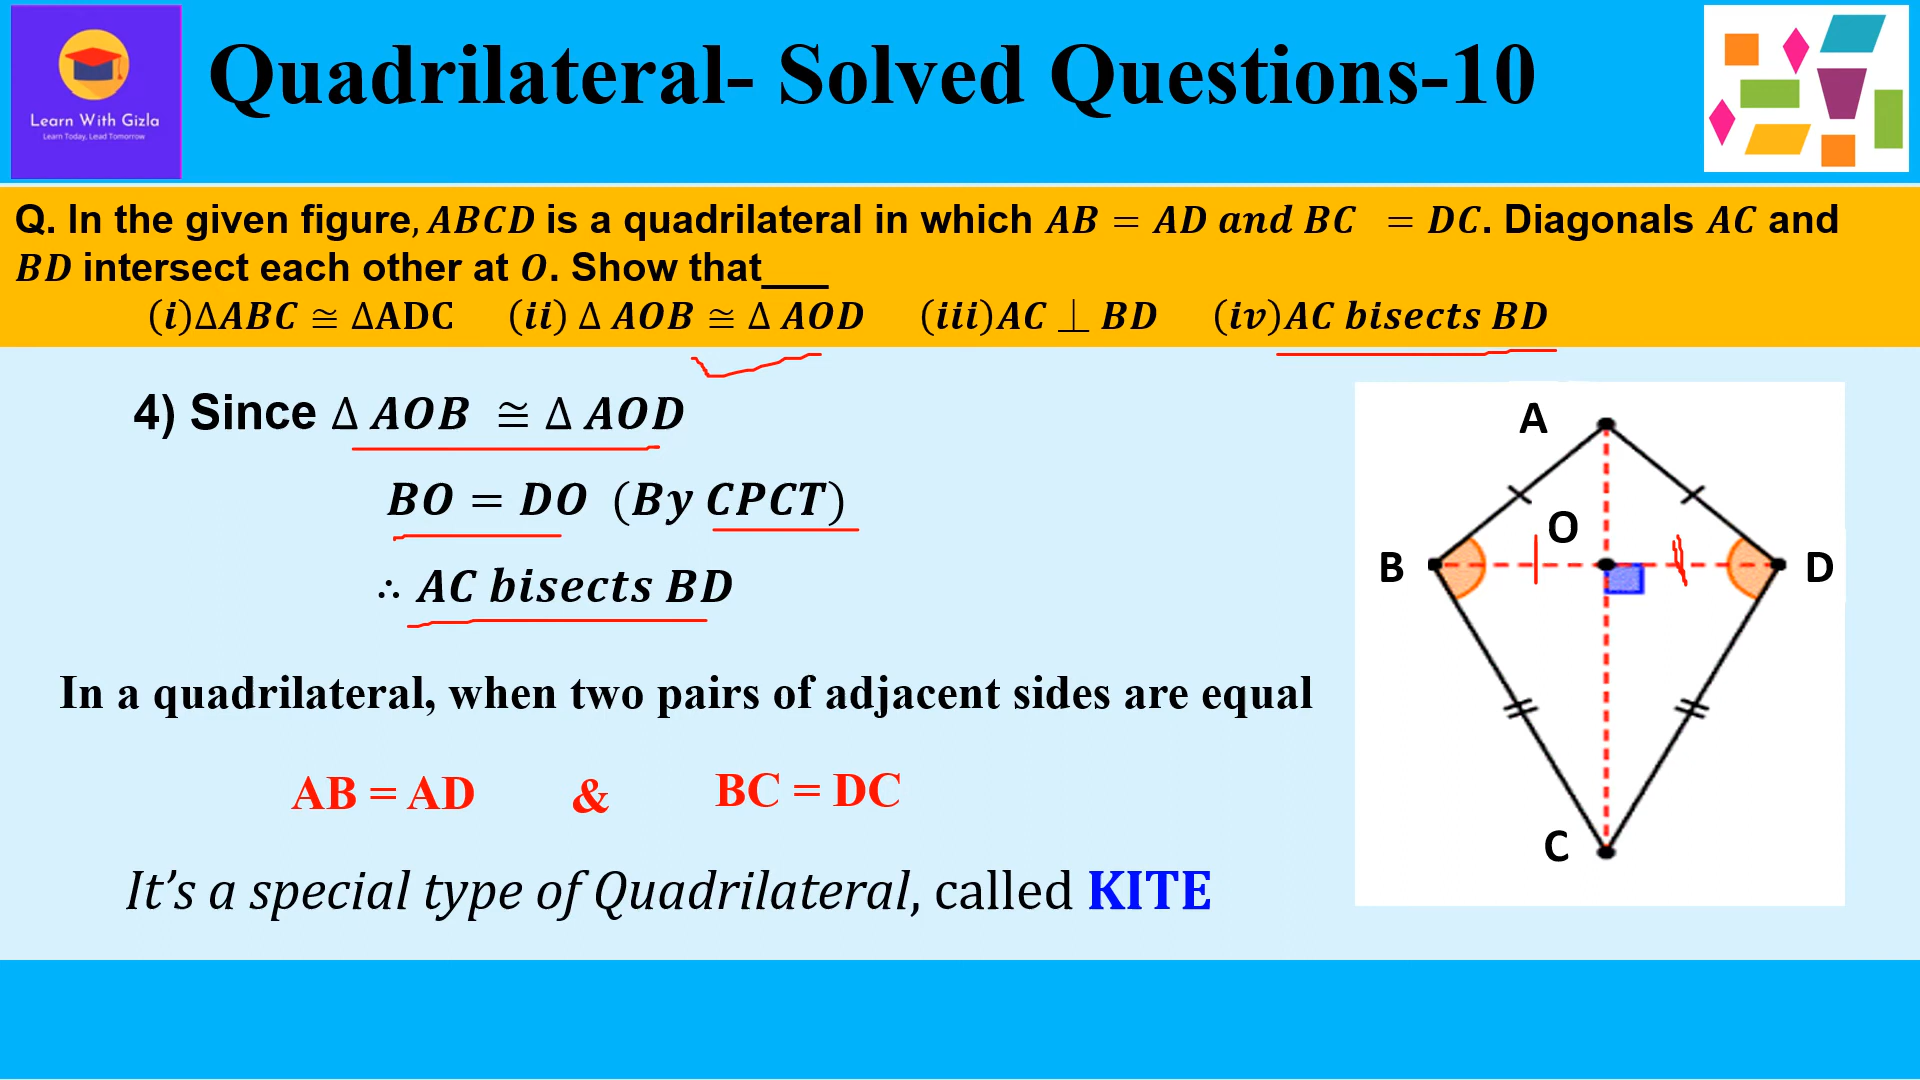 Learn With Gizla
Learn Today, Lead Tomorrow
Quadrilateral- Solved Questions-10
Q. In the given figure, ABCD is a quadrilateral in which AB = AD and BC = DC. Diagonals AC and
BD intersect each other at O. Show that____
(i)∆ABC ≅ ∆ADC (ii) ∆ AOB ≅ ∆ AOD (iii)AC ⊥ BD (iv)AC bisects BD
4) Since ∆ AOB ≅ ∆ AOD
BO = DO (By CPCT)
∴ AC bisects BD
In a quadrilateral, when two pairs of adjacent sides are equal
AB = AD & BC = DC
It's a special type of Quadrilateral, called KITE
A
O
B
D
C